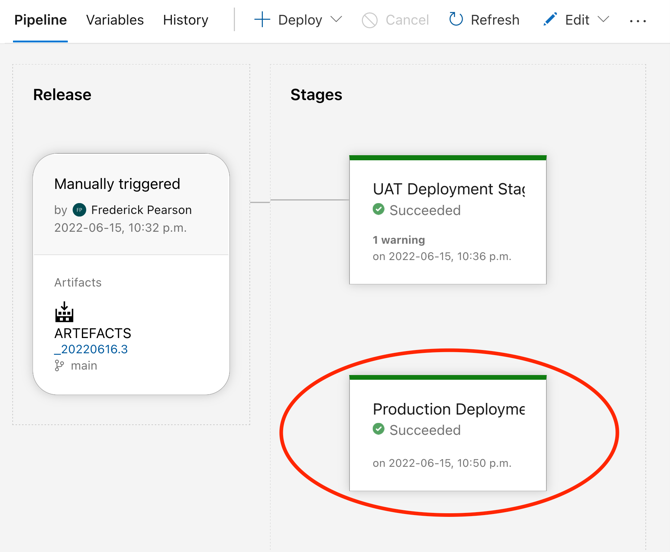 Pipeline Variables History Deploy Cancel Refresh Edit ...
Release
Manually triggered
by FP Frederick Pearson
2022-06-15, 10:32 p.m.
Artifacts
ARTEFACTS
_20220616.3
main
Stages
UAT Deployment Stag
Succeeded
1 warning
on 2022-06-15, 10:36 p.m.
Production Deployme
Succeeded
on 2022-06-15, 10:50 p.m.